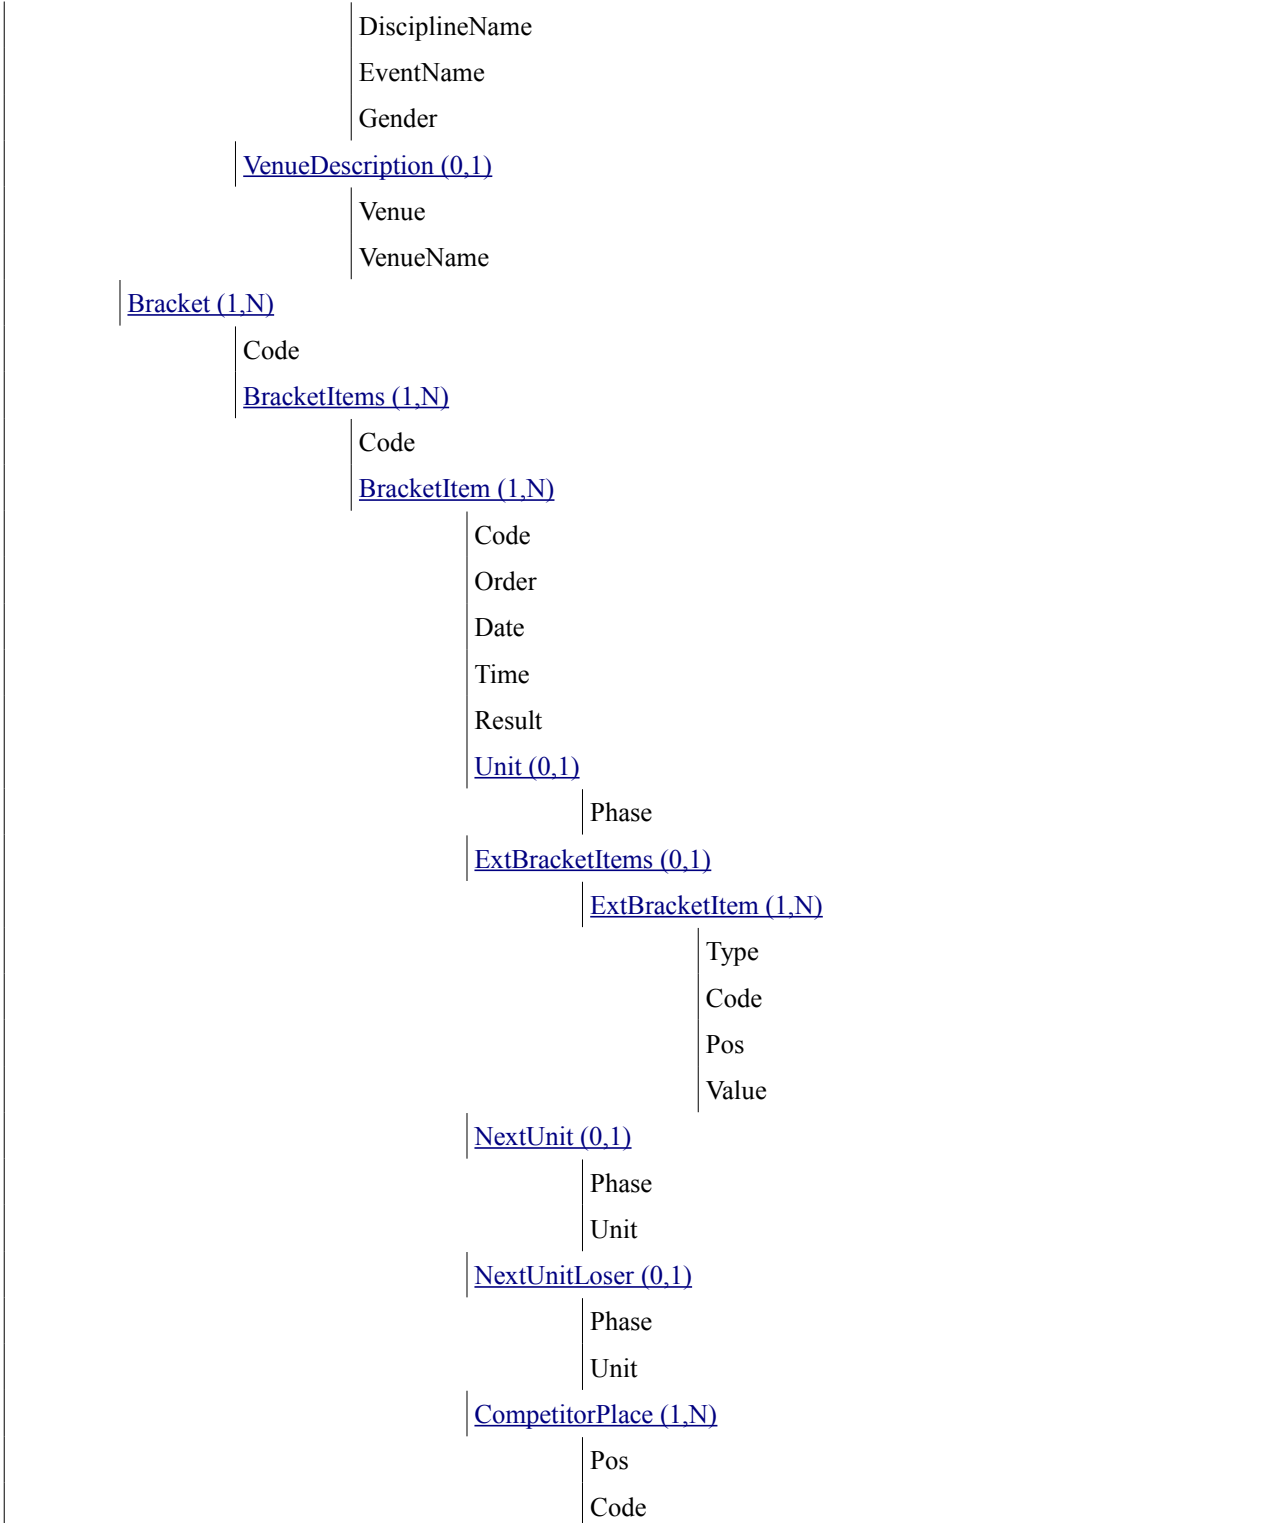 DisciplineName
EventName
Gender
VenueDescription (0,1)
Venue
VenueName
Bracket (1,N)
Code
BracketItems (1,N)
Code
BracketItem (1,N)
Code
Order
Date
Time
Result
Unit (0,1)
Phase
ExtBracketItems (0,1)
ExtBracketItem (1,N)
Type
Code
Pos
Value
NextUnit (0,1)
Phase
Unit
NextUnitLoser (0,1)
Phase
Unit
CompetitorPlace (1,N)
Pos
Code